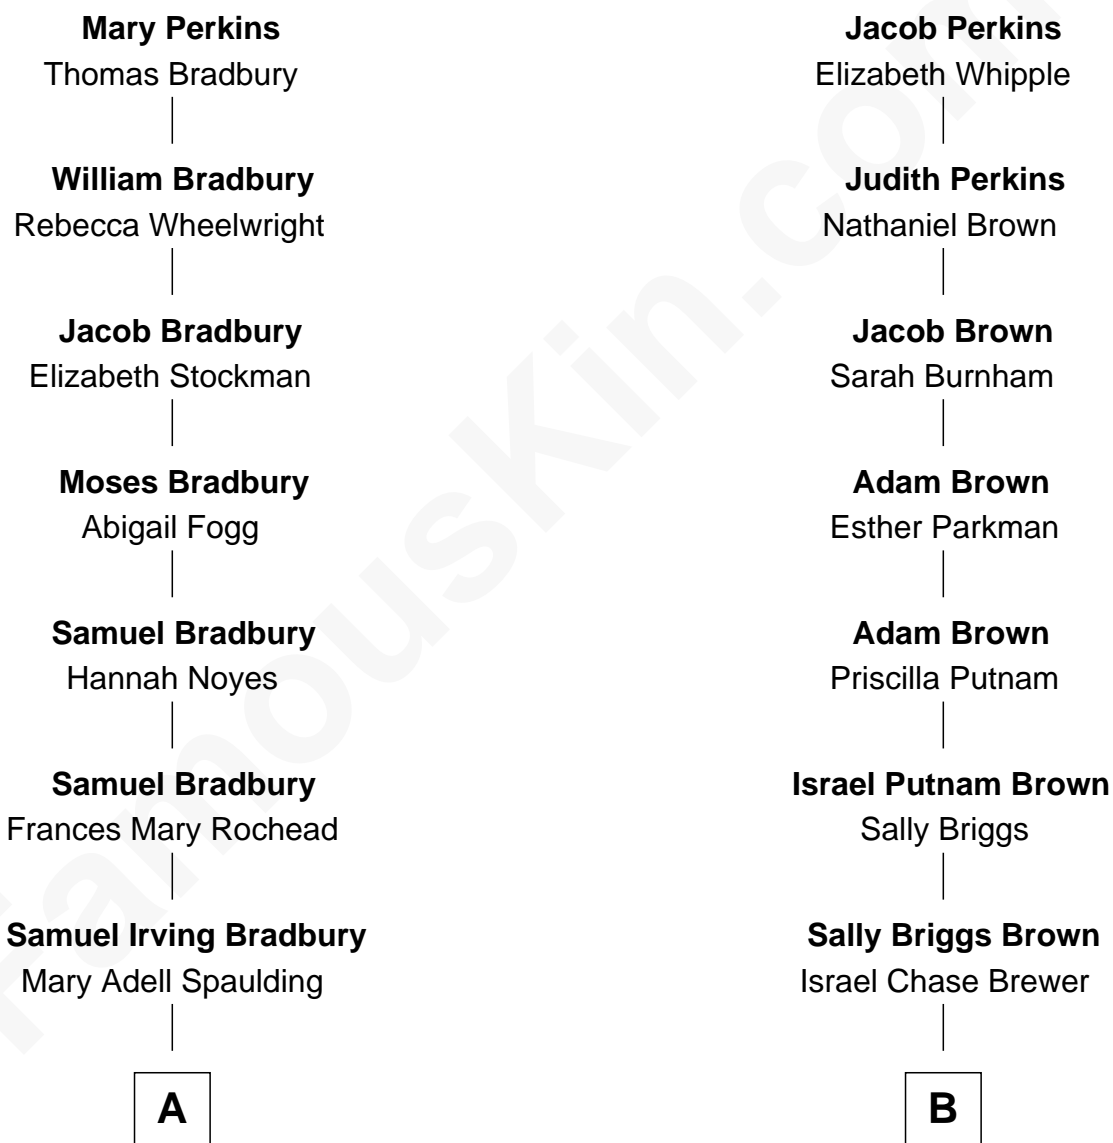 Mary Perkins
Thomas Bradbury
William Bradbury
Rebecca Wheelwright
Jacob Bradbury
Elizabeth Stockman
Moses Bradbury
Abigail Fogg
Samuel Bradbury
Hannah Noyes
Samuel Bradbury
Frances Mary Rochead
Samuel Irving Bradbury
Mary Adell Spaulding
A
Jacob Perkins
Elizabeth Whipple
Judith Perkins
Nathaniel Brown
Jacob Brown
Sarah Burnham
Adam Brown
Esther Parkman
Adam Brown
Priscilla Putnam
Israel Putnam Brown
Sally Briggs
Sally Briggs Brown
Israel Chase Brewer
B
FamousKin.com